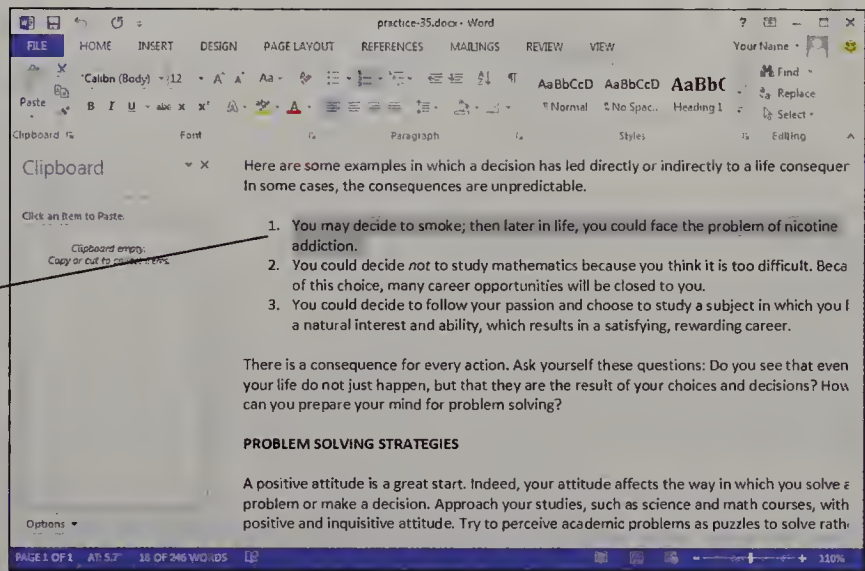 practice-35.docx - Word
FILE HOME INSERT DESIGN PAGE LAYOUT REFERENCES MAILINGS REVIEW VIEW Your Name
Calibri (Body) 12 A A Aa
AaBbCcD AaBbCcD AaBbC
Find
Replace
Select
Paste B I U abc x x A
¶ Normal ¶ No Spac.. Heading 1
Clipboard Font Paragraph Styles Editing
Clipboard
Click an Item to Paste:
Clipboard empty.
Copy or cut to collect items.
Here are some examples in which a decision has led directly or indirectly to a life consequer
In some cases, the consequences are unpredictable.
1. You may decide to smoke; then later in life, you could face the problem of nicotine
addiction.
2. You could decide not to study mathematics because you think it is too difficult. Beca
of this choice, many career opportunities will be closed to you.
3. You could decide to follow your passion and choose to study a subject in which you
a natural interest and ability, which results in a satisfying, rewarding career.
There is a consequence for every action. Ask yourself these questions: Do you see that even
your life do not just happen, but that they are the result of your choices and decisions? How
can you prepare your mind for problem solving?
PROBLEM SOLVING STRATEGIES
A positive attitude is a great start. Indeed, your attitude affects the way in which you solve a
problem or make a decision. Approach your studies, such as science and math courses, with
positive and inquisitive attitude. Try to perceive academic problems as puzzles to solve rath
Options
PAGE 1 OF 2 AT: 5.7" 18 OF 246 WORDS 110%